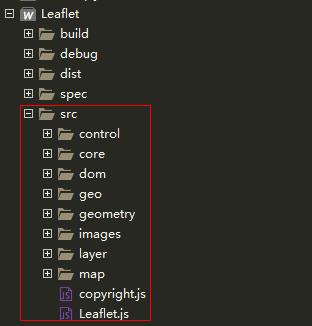 Leaflet
build
debug
dist
spec
src
control
core
dom
geo
geometry
images
layer
map
copyright.js
Leaflet.js